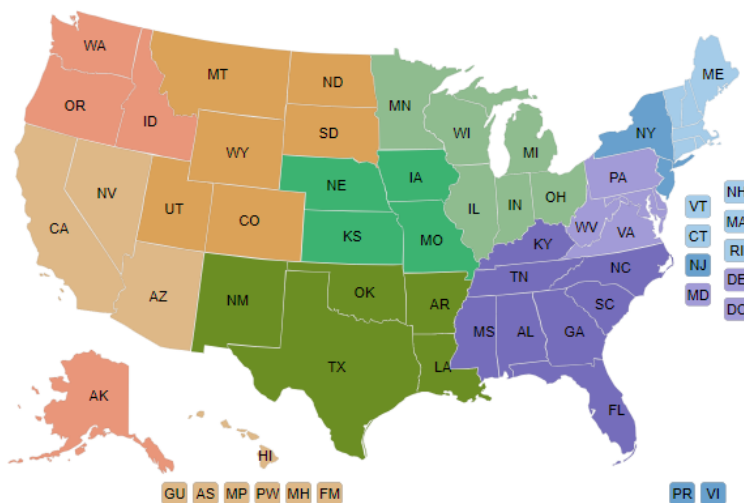 WA
ME
MT
ND
MN
OR
ID
WI
NY
SD
MI
WY
PA
NE
IA
NV
OH
IL
IN
UT
CO
CA
WV
VA
KS
MO
KY
VT
NH
CT
MA
NJ
RI
MD
DE
DC
AZ
NM
OK
TN
NC
AR
SC
MS
AL
GA
TX
LA
AK
FL
HI
GU AS MP PW MH FM
PR VI